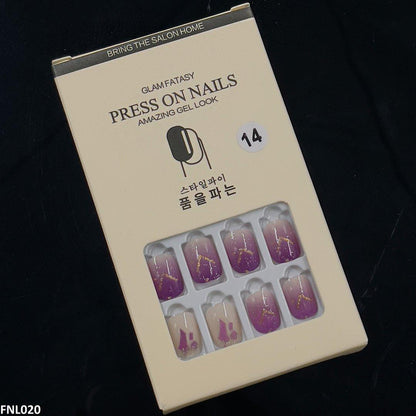 BRING THE SALON HOME
GLAM FATASY
PRESS ON NAILS
AMAZING GEL LOOK
14
스타일파이
품을파는
FNL020